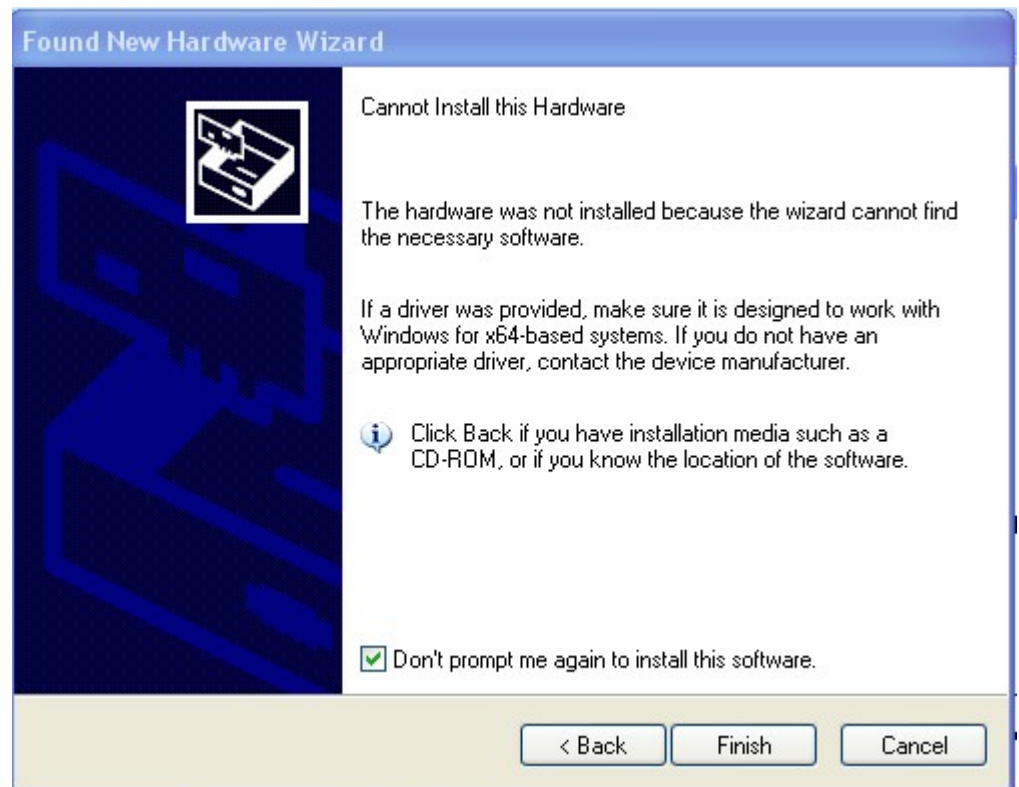 Found New Hardware Wizard
Cannot Install this Hardware
The hardware was not installed because the wizard cannot find
the necessary software.
If a driver was provided, make sure it is designed to work with
Windows for x64-based systems. If you do not have an
appropriate driver, contact the device manufacturer.
Click Back if you have installation media such as a
CD-ROM, or if you know the location of the software.
Don't prompt me again to install this software.
< Back
Finish
Cancel